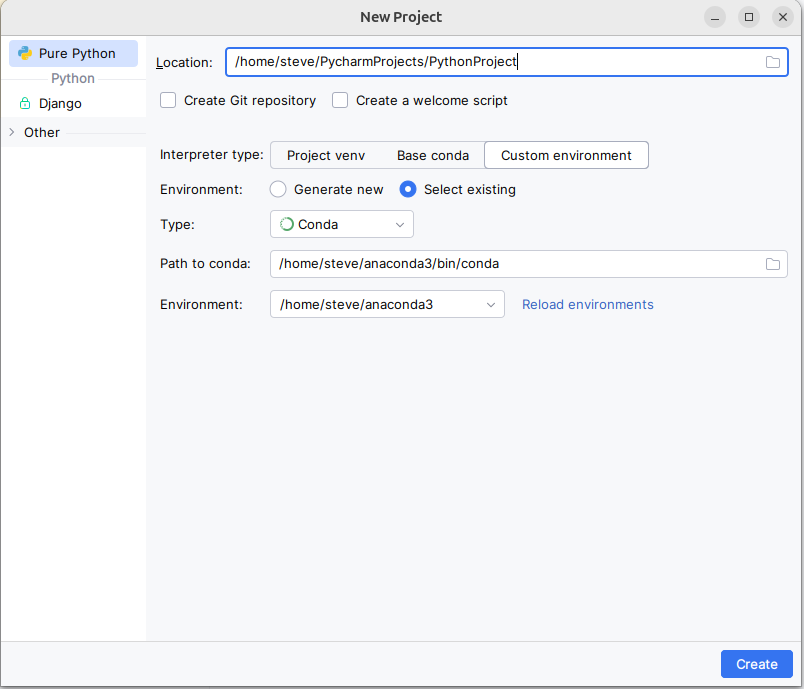 New Project
Pure Python
Python
Django
Other
Location: /home/steve/PycharmProjects/PythonProject
Create Git repository Create a welcome script
Interpreter type: Project venv Base conda Custom environment
Environment: Generate new Select existing
Type: Conda
Path to conda: /home/steve/anaconda3/bin/conda
Environment: /home/steve/anaconda3 Reload environments
Create